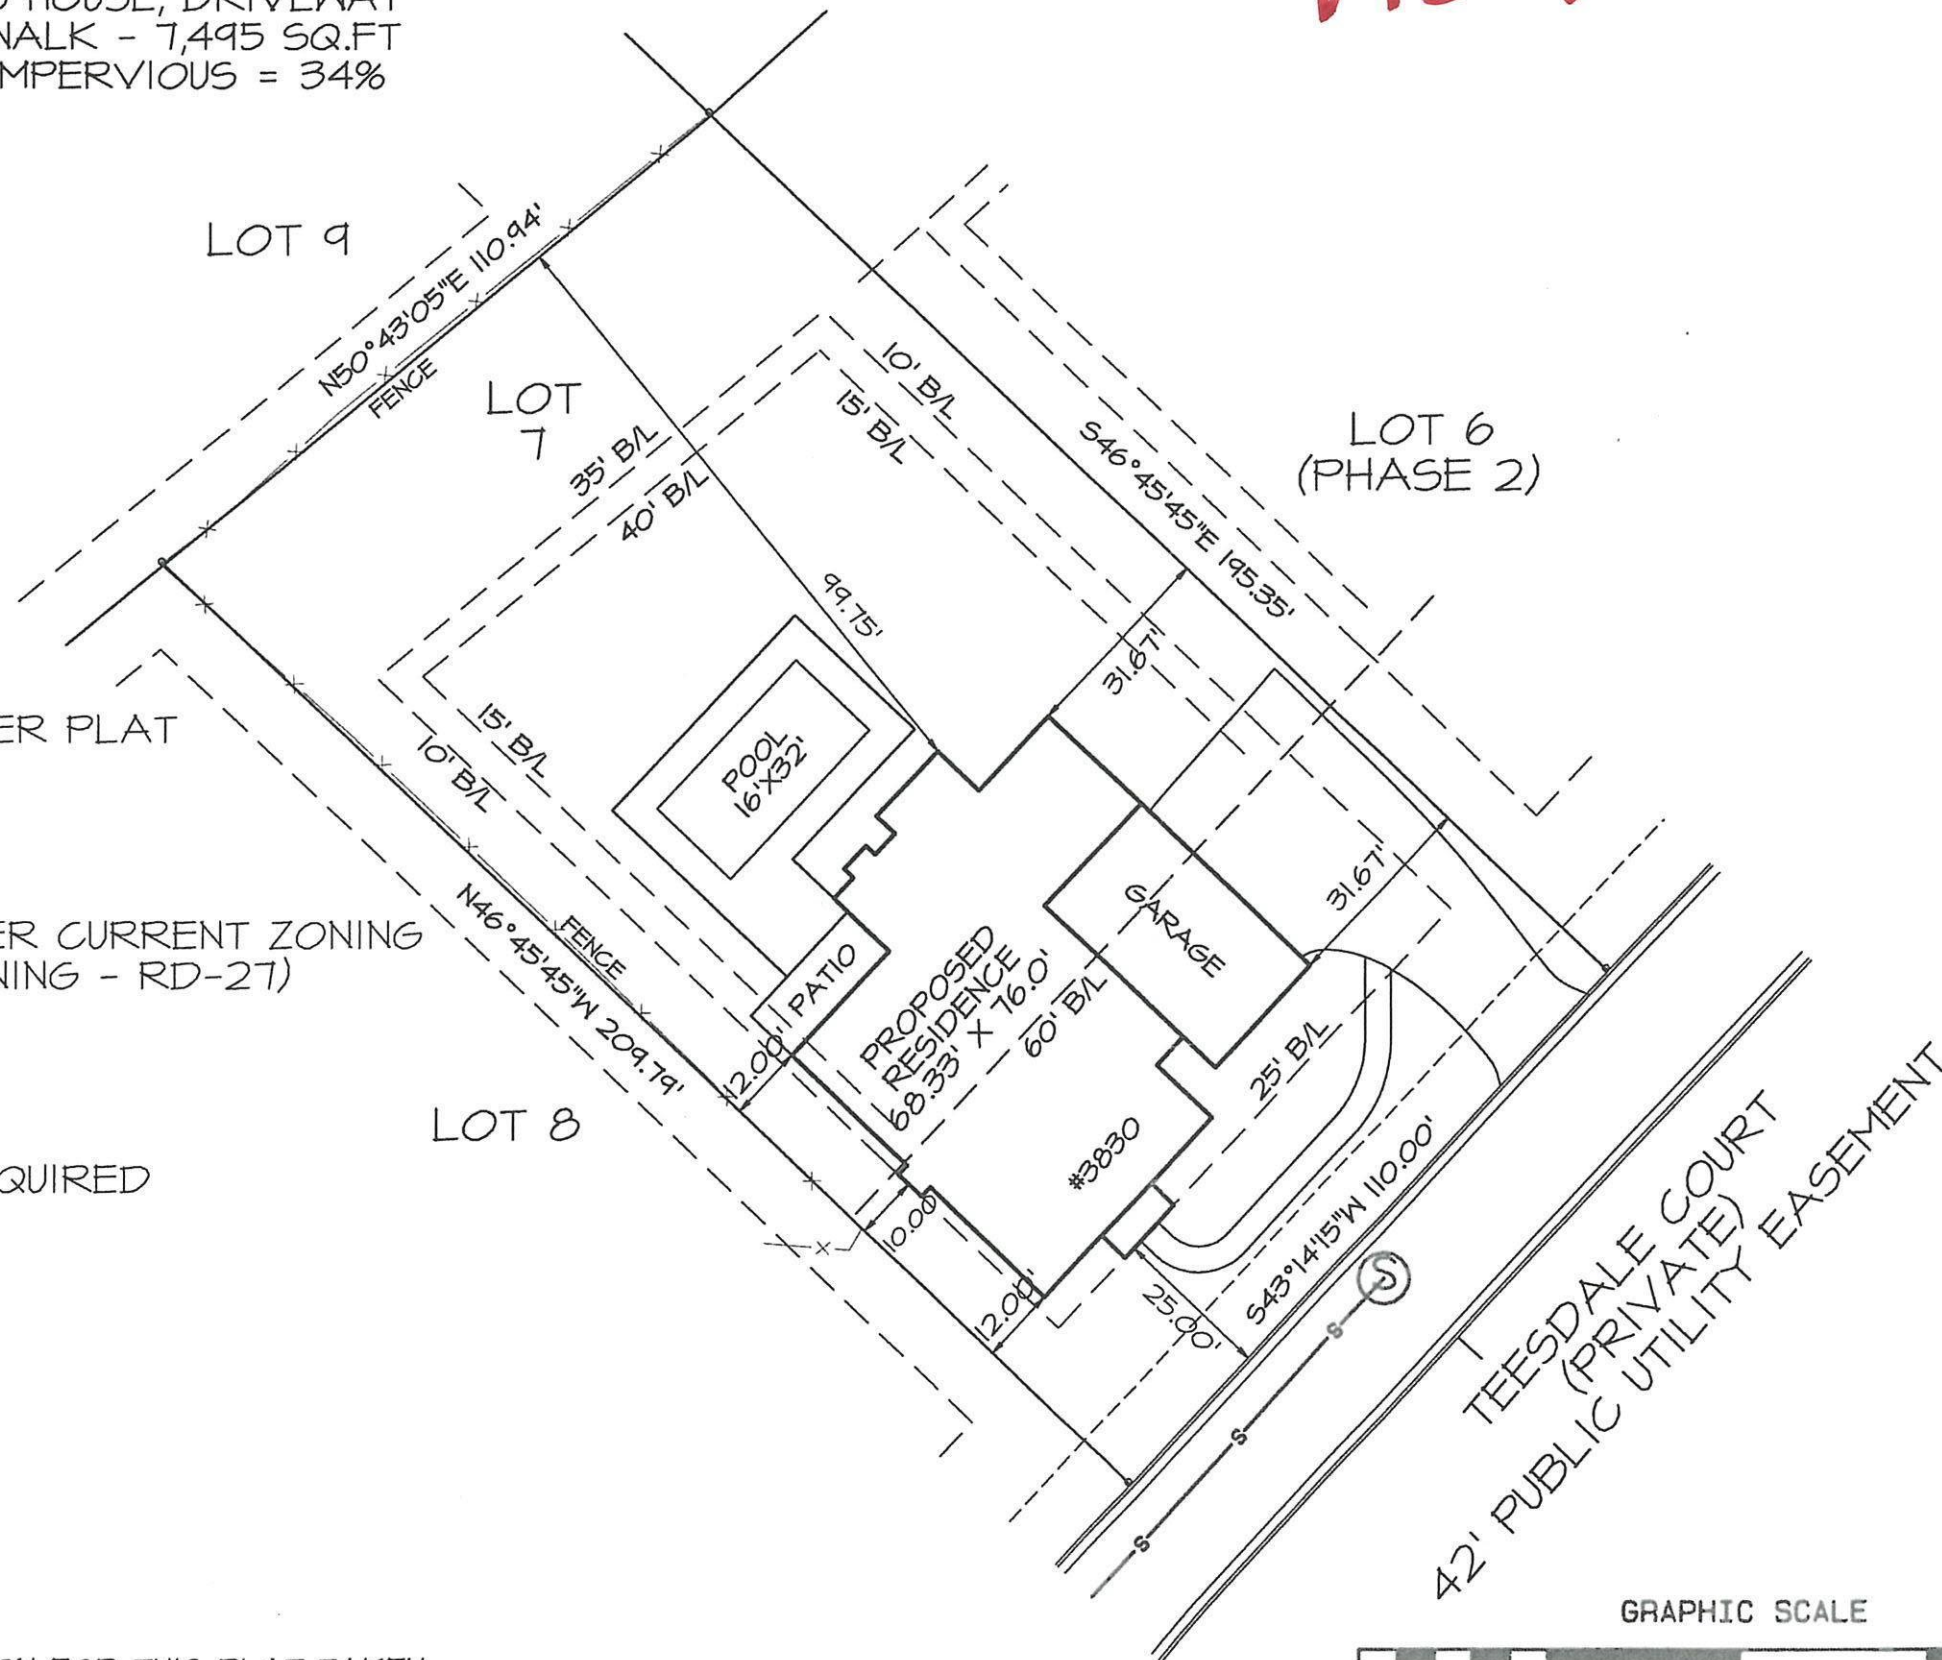 HOUSE, DRIVEWAY
WALK - 7,495 SQ.FT
IMPERVIOUS = 34%
LOT 9
N50°43'05"E 110.94'
FENCE
LOT
7
35' B/L
40' B/L
10' B/L
15' B/L
S46°45'45"E 195.35'
LOT 6
(PHASE 2)
99.75'
31.67'
15' B/L
10' B/L
POOL
16'X32'
ER PLAT
ER CURRENT ZONING
NING - RD-27)
N46°45'45"W 209.79'
FENCE
PATIO
GARAGE
31.67'
PROPOSED
RESIDENCE
68.33' X 76.0'
60' B/L
25' B/L
12.00'
LOT 8
QUIRED
#3830
10.00'
12.00'
25.00'
S43°14'15"W 110.00'
S
S
S
S
TEESDALE COURT
(PRIVATE)
42' PUBLIC UTILITY EASEMENT
GRAPHIC SCALE